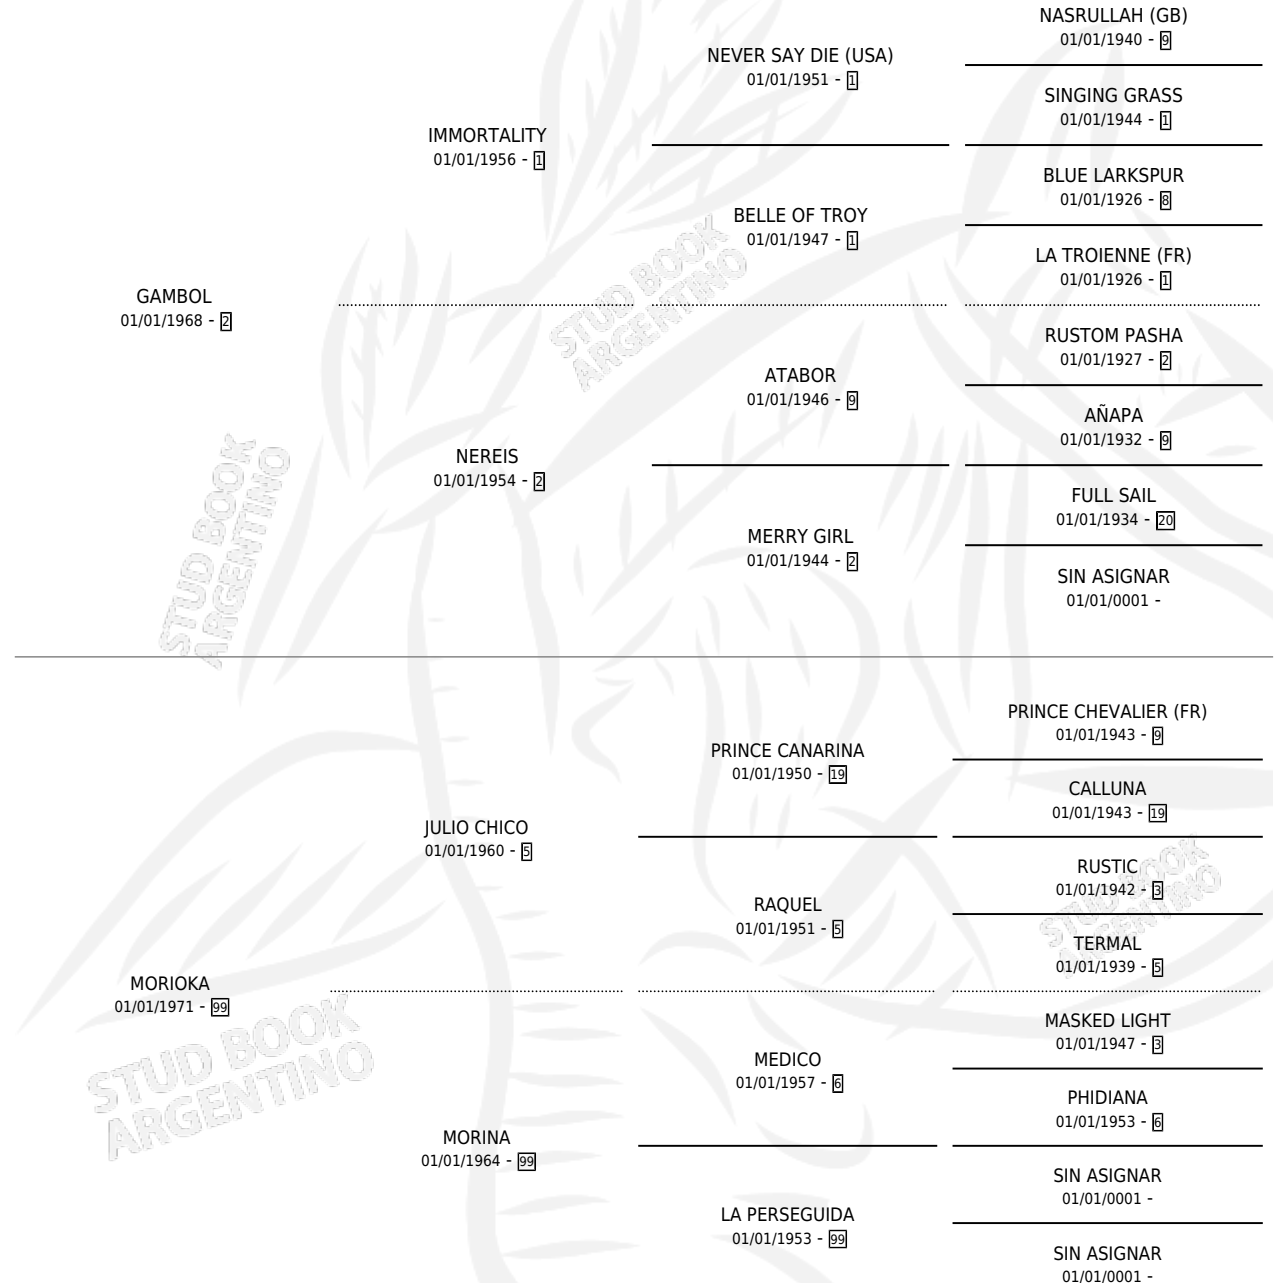 NASRULLAH (GB)
01/01/1940 - 9
NEVER SAY DIE (USA)
01/01/1951 - 1
SINGING GRASS
01/01/1944 - 1
IMMORTALITY
01/01/1956 - 1
BLUE LARKSPUR
01/01/1926 - 8
BELLE OF TROY
01/01/1947 - 1
LA TROIENNE (FR)
01/01/1926 - 1
GAMBOL
01/01/1968 - 2
RUSTOM PASHA
01/01/1927 - 2
ATABOR
01/01/1946 - 9
AÑAPA
01/01/1932 - 9
NEREIS
01/01/1954 - 2
FULL SAIL
01/01/1934 - 20
MERRY GIRL
01/01/1944 - 2
SIN ASIGNAR
01/01/0001 -
PRINCE CHEVALIER (FR)
01/01/1943 - 9
PRINCE CANARINA
01/01/1950 - 19
CALLUNA
01/01/1943 - 19
JULIO CHICO
01/01/1960 - 5
RUSTIC
01/01/1942 - 3
RAQUEL
01/01/1951 - 5
TERMAL
01/01/1939 - 5
MORIOKA
01/01/1971 - 99
MASKED LIGHT
01/01/1947 - 3
MEDICO
01/01/1957 - 6
PHIDIANA
01/01/1953 - 6
MORINA
01/01/1964 - 99
SIN ASIGNAR
01/01/0001 -
LA PERSEGUIDA
01/01/1953 - 99
SIN ASIGNAR
01/01/0001 -
STUD BOOK
ARGENTINO
STUD BOOK
ARGENTINO
STUD BOOK
ARGENTINO
STUD BOOK
ARGENTINO